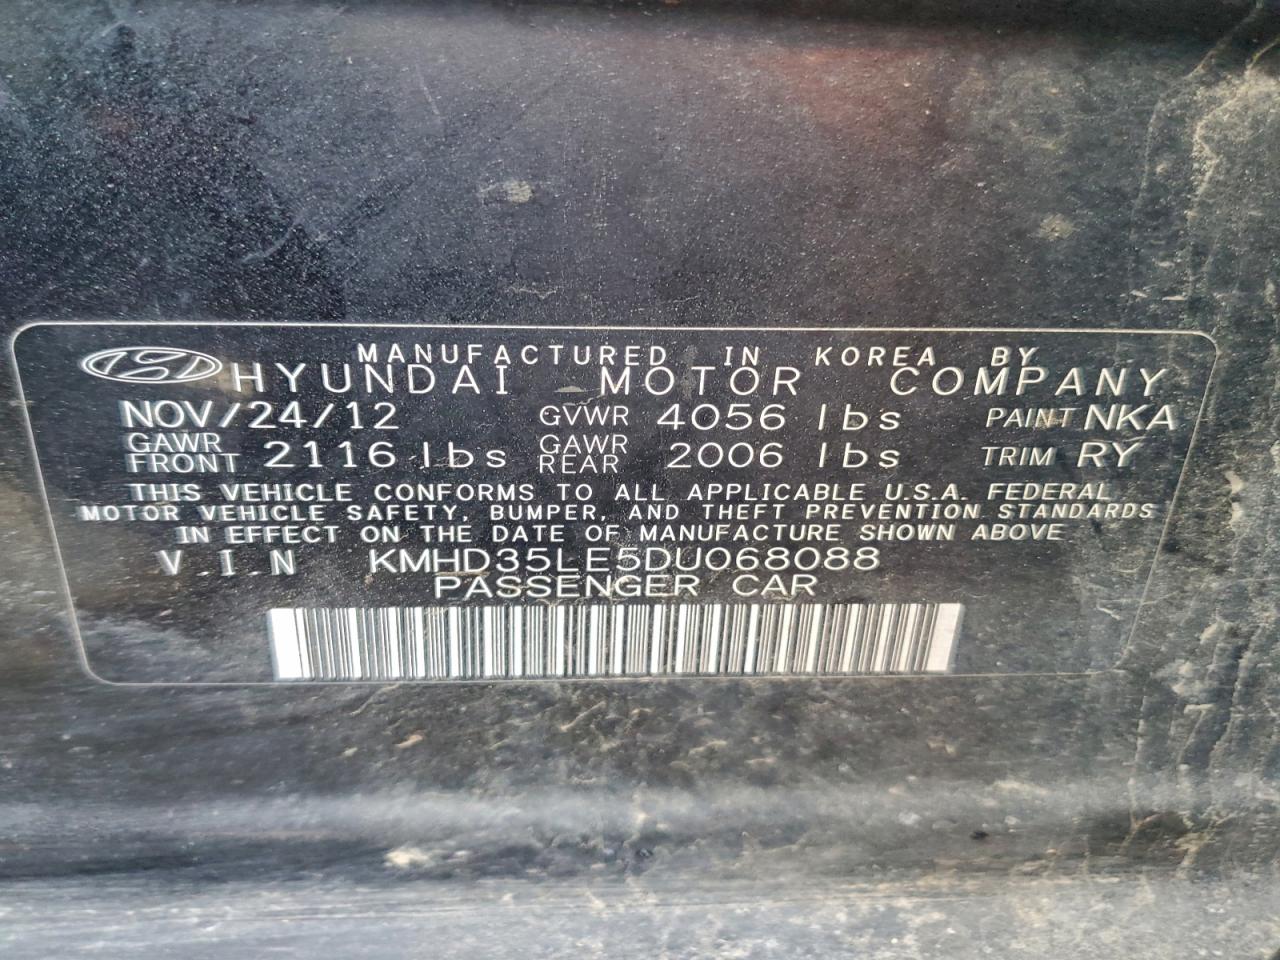 MANUFACTURED IN KOREA BY
HYUNDAI MOTOR COMPANY
NOV/24/12 GVWR 4056 lbs PAINT NKA
GAWR FRONT 2116 lbs GAWR REAR 2006 lbs TRIM RY
THIS VEHICLE CONFORMS TO ALL APPLICABLE U.S.A. FEDERAL
MOTOR VEHICLE SAFETY, BUMPER, AND THEFT PREVENTION STANDARDS
IN EFFECT ON THE DATE OF MANUFACTURE SHOWN ABOVE
V.I.N KMHD35LE5DU068088
PASSENGER CAR